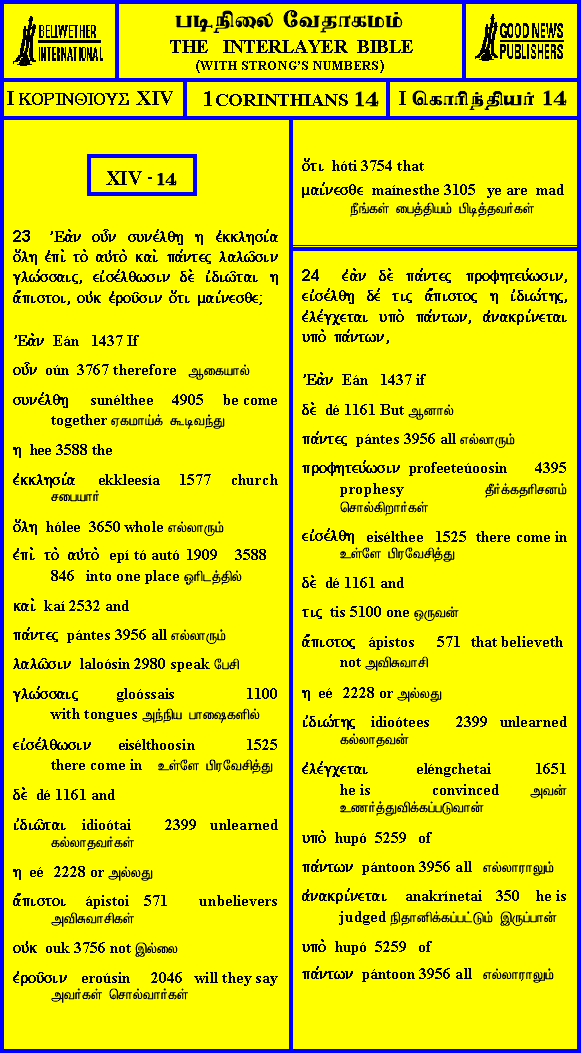 BELLWETHER
INTERNATIONAL
படிநிலை வேதாகமம்
THE INTERLAYER BIBLE
(WITH STRONG'S NUMBERS)
GOOD NEWS
PUBLISHERS
I ΚΟΡΙΝΘΙΟΥΣ XIV
1 CORINTHIANS 14
I கொரிந்தியர் 14
XIV - 14
23 Ἐὰν οὖν συνέλθῃ η ἐκκλησία
ὅλη ἐπὶ τὸ αὐτὸ καὶ πάντες λαλῶσιν
γλώσσαις, εἰσέλθωσιν δὲ ἰδιῶται η
ἄπιστοι, οὐκ ἐροῦσιν ὅτι μαίνεσθε;
Ἐὰν Eán 1437 If
οὖν oún 3767 therefore ஆகையால்
συνέλθῃ sunélthee 4905 be come
together ஏகமாய்க் கூடிவந்து
η hee 3588 the
ἐκκλησία ekkleesía 1577 church
சபையார்
ὅλη hólee 3650 whole எல்லாரும்
ἐπὶ τὸ αὐτὸ epí tó autó 1909 3588
846 into one place ஓரிடத்தில்
καὶ kaí 2532 and
πάντες pántes 3956 all எல்லாரும்
λαλῶσιν laloósin 2980 speak பேசி
γλώσσαις gloóssais 1100
with tongues அந்நிய பாஷைகளில்
εἰσέλθωσιν eisélthoosin 1525
there come in உள்ளே பிரவேசித்து
δὲ dé 1161 and
ἰδιῶται idioótai 2399 unlearned
கல்லாதவர்கள்
η eé 2228 or அல்லது
ἄπιστοι ápistoi 571 unbelievers
அவிசுவாசிகள்
οὐκ ouk 3756 not இல்லை
ἐροῦσιν eroúsin 2046 will they say
அவர்கள் சொல்வார்கள்
ὅτι hóti 3754 that
μαίνεσθε maínesthe 3105 ye are mad
நீங்கள் பைத்தியம் பிடித்தவர்கள்
24 ἐὰν δὲ πάντες προφητεύωσιν,
εἰσέλθῃ δέ τις ἄπιστος η ἰδιώτης,
ἐλέγχεται υπὸ πάντων, ἀνακρίνεται
υπὸ πάντων,
Ἐὰν Eán 1437 if
δὲ dé 1161 But ஆனால்
πάντες pántes 3956 all எல்லாரும்
προφητεύωσιν profeeteúoosin 4395
prophesy தீர்க்கதரிசனம்
சொல்கிறார்கள்
εἰσέλθῃ eisélthee 1525 there come in
உள்ளே பிரவேசித்து
δὲ dé 1161 and
τις tis 5100 one ஒருவன்
ἄπιστος ápistos 571 that believeth
not அவிசுவாசி
η eé 2228 or அல்லது
ἰδιώτης idioótees 2399 unlearned
கல்லாதவன்
ἐλέγχεται eléngchetai 1651
he is convinced அவன்
உணர்த்துவிக்கப்படுவான்
υπὸ hupó 5259 of
πάντων pántoon 3956 all எல்லாராலும்
ἀνακρίνεται anakrínetai 350 he is
judged நிதானிக்கப்பட்டும் இருப்பான்
υπὸ hupó 5259 of
πάντων pántoon 3956 all எல்லாராலும்